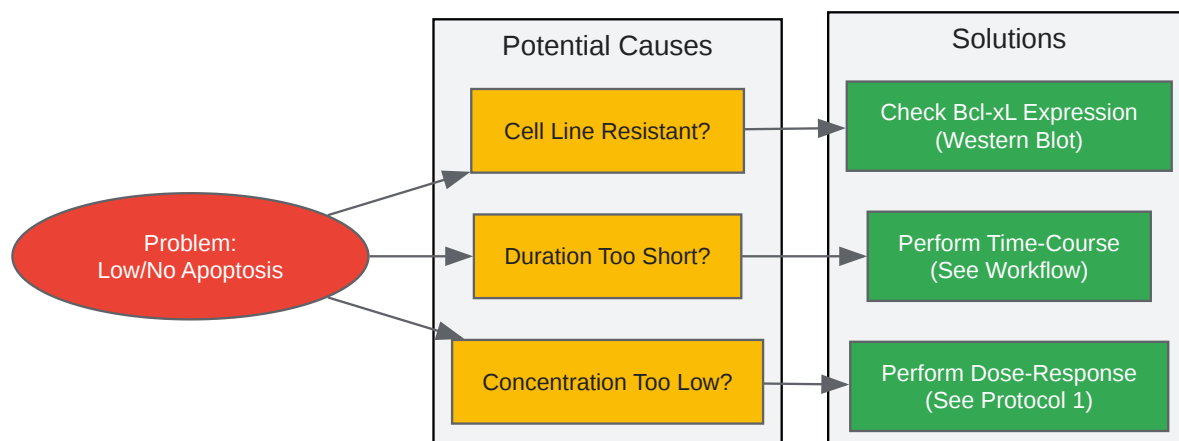 Potential Causes
Solutions
Cell Line Resistant?
Check Bcl-xL Expression
(Western Blot)
Problem:
Low/No Apoptosis
Duration Too Short?
Perform Time-Course
(See Workflow)
Concentration Too Low?
Perform Dose-Response
(See Protocol 1)